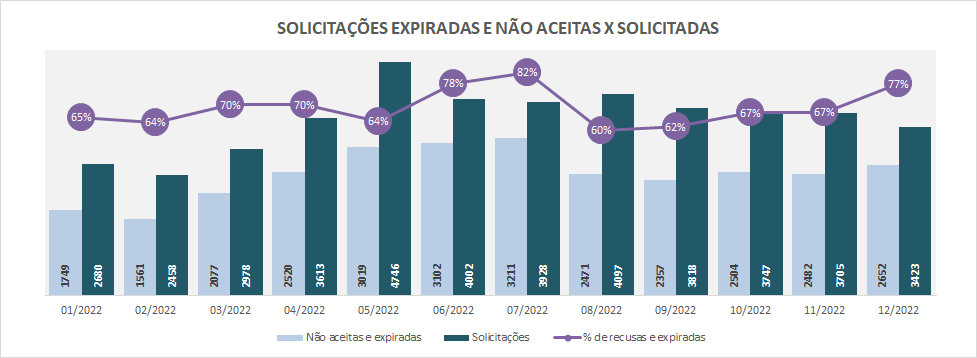 SOLICITAÇÕES EXPIRADAS E NÃO ACEITAS X SOLICITADAS
65% 64% 70% 70% 64% 78% 82% 60% 62% 67% 67% 77%
1749 2680 1561 2458 2077 2978 2520 3613 3019 4746 3102 4002 3211 3928 2471 4097 2357 3818 2504 3747 2482 3705 2652 3423
01/2022 02/2022 03/2022 04/2022 05/2022 06/2022 07/2022 08/2022 09/2022 10/2022 11/2022 12/2022
Não aceitas e expiradas Solicitações % de recusas e expiradas